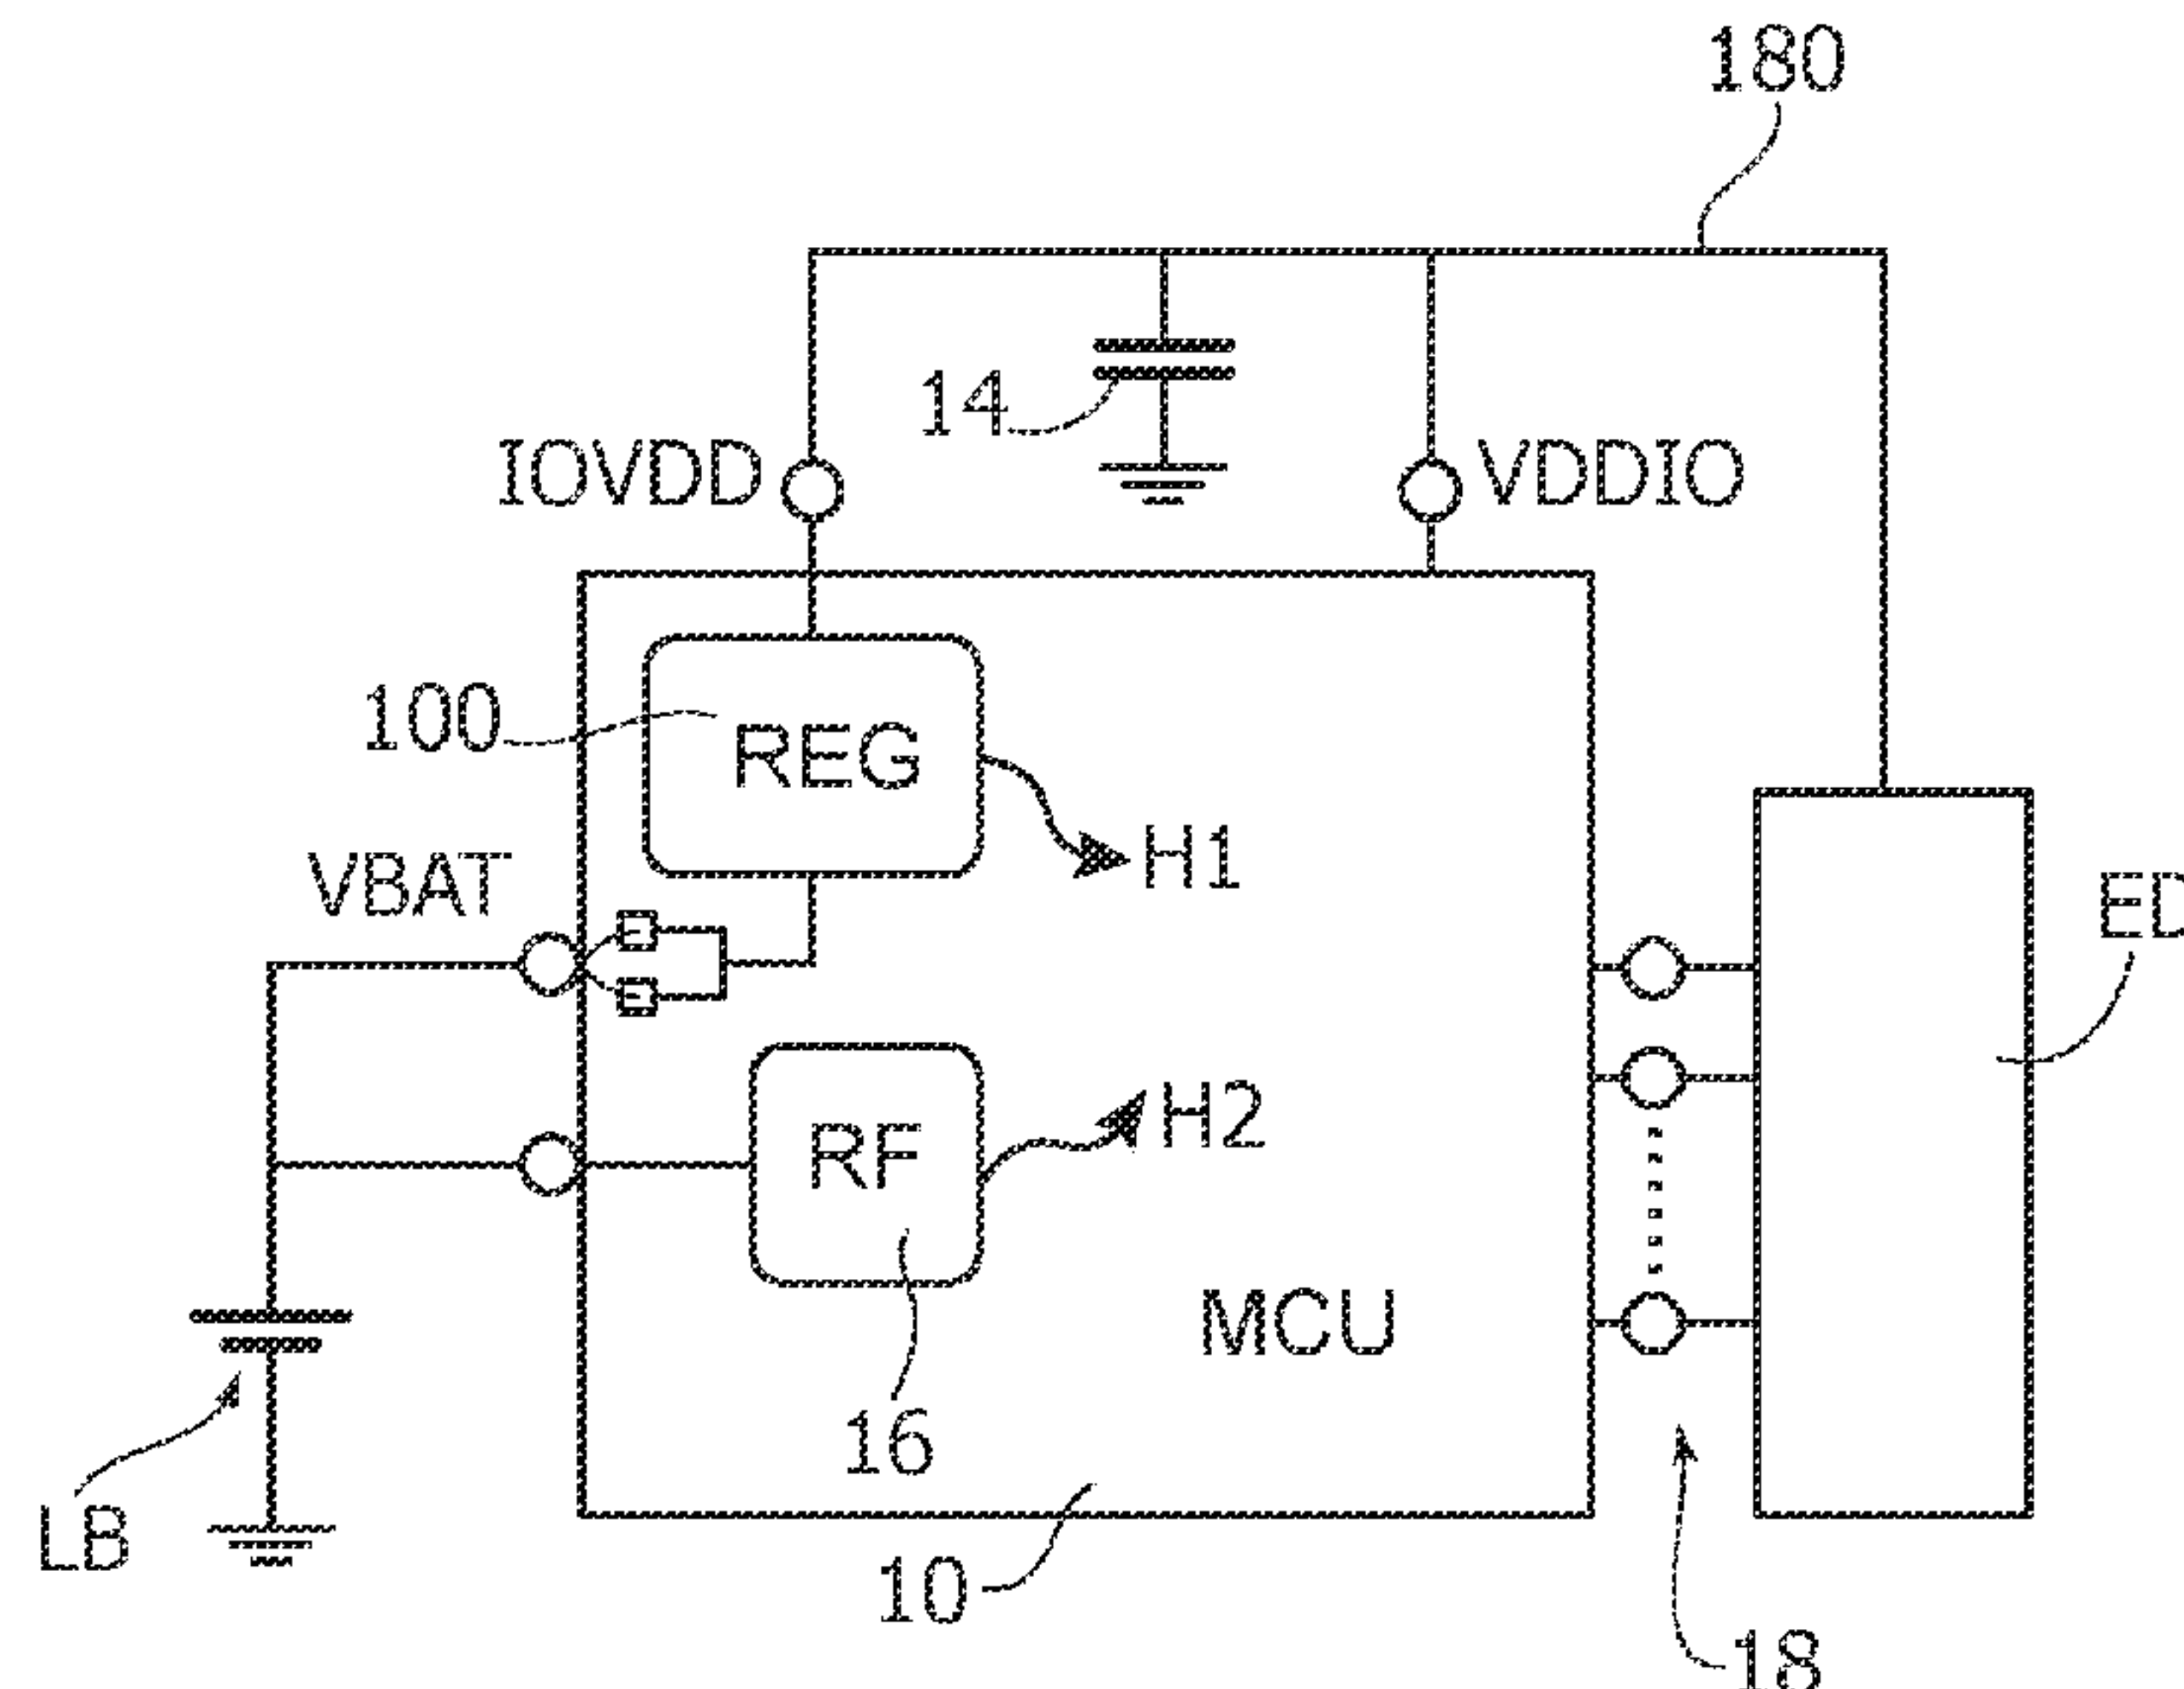 180
14
IOVDD
VDDIO
100
REG
H1
VBAT
ED
RF
H2
MCU
16
LB
10
18